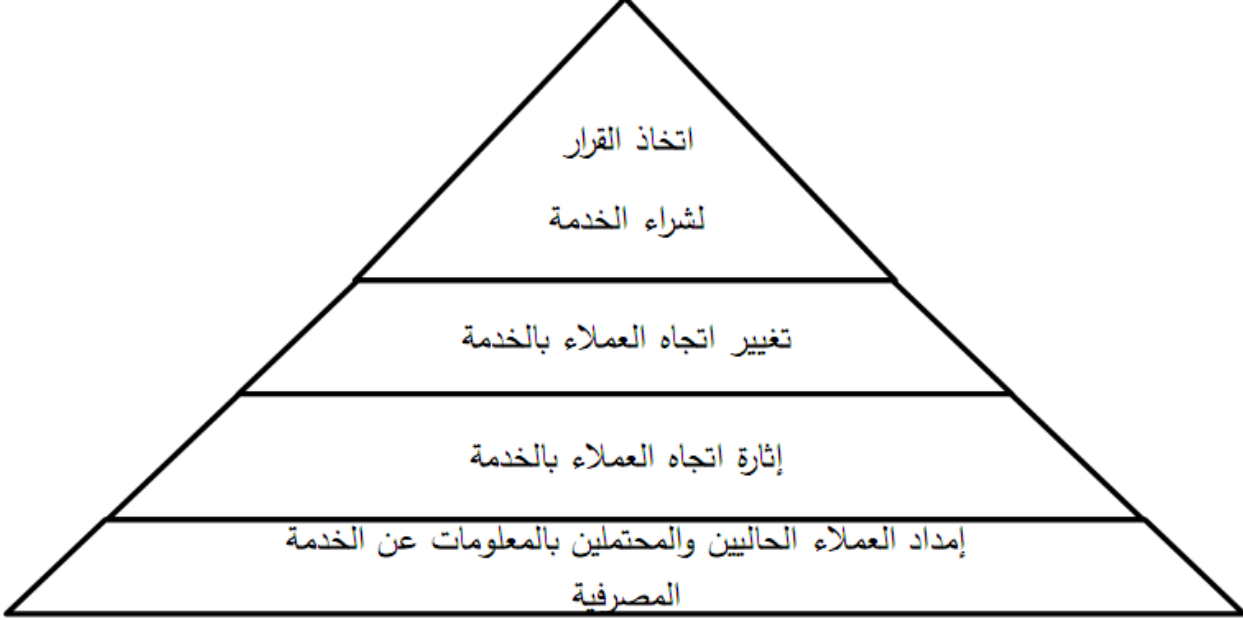 اتخاذ القرار
لشراء الخدمة
تغيير اتجاه العملاء بالخدمة
إثارة اتجاه العملاء بالخدمة
إمداد العملاء الحاليين والمحتملين بالمعلومات عن الخدمة
المصرفية